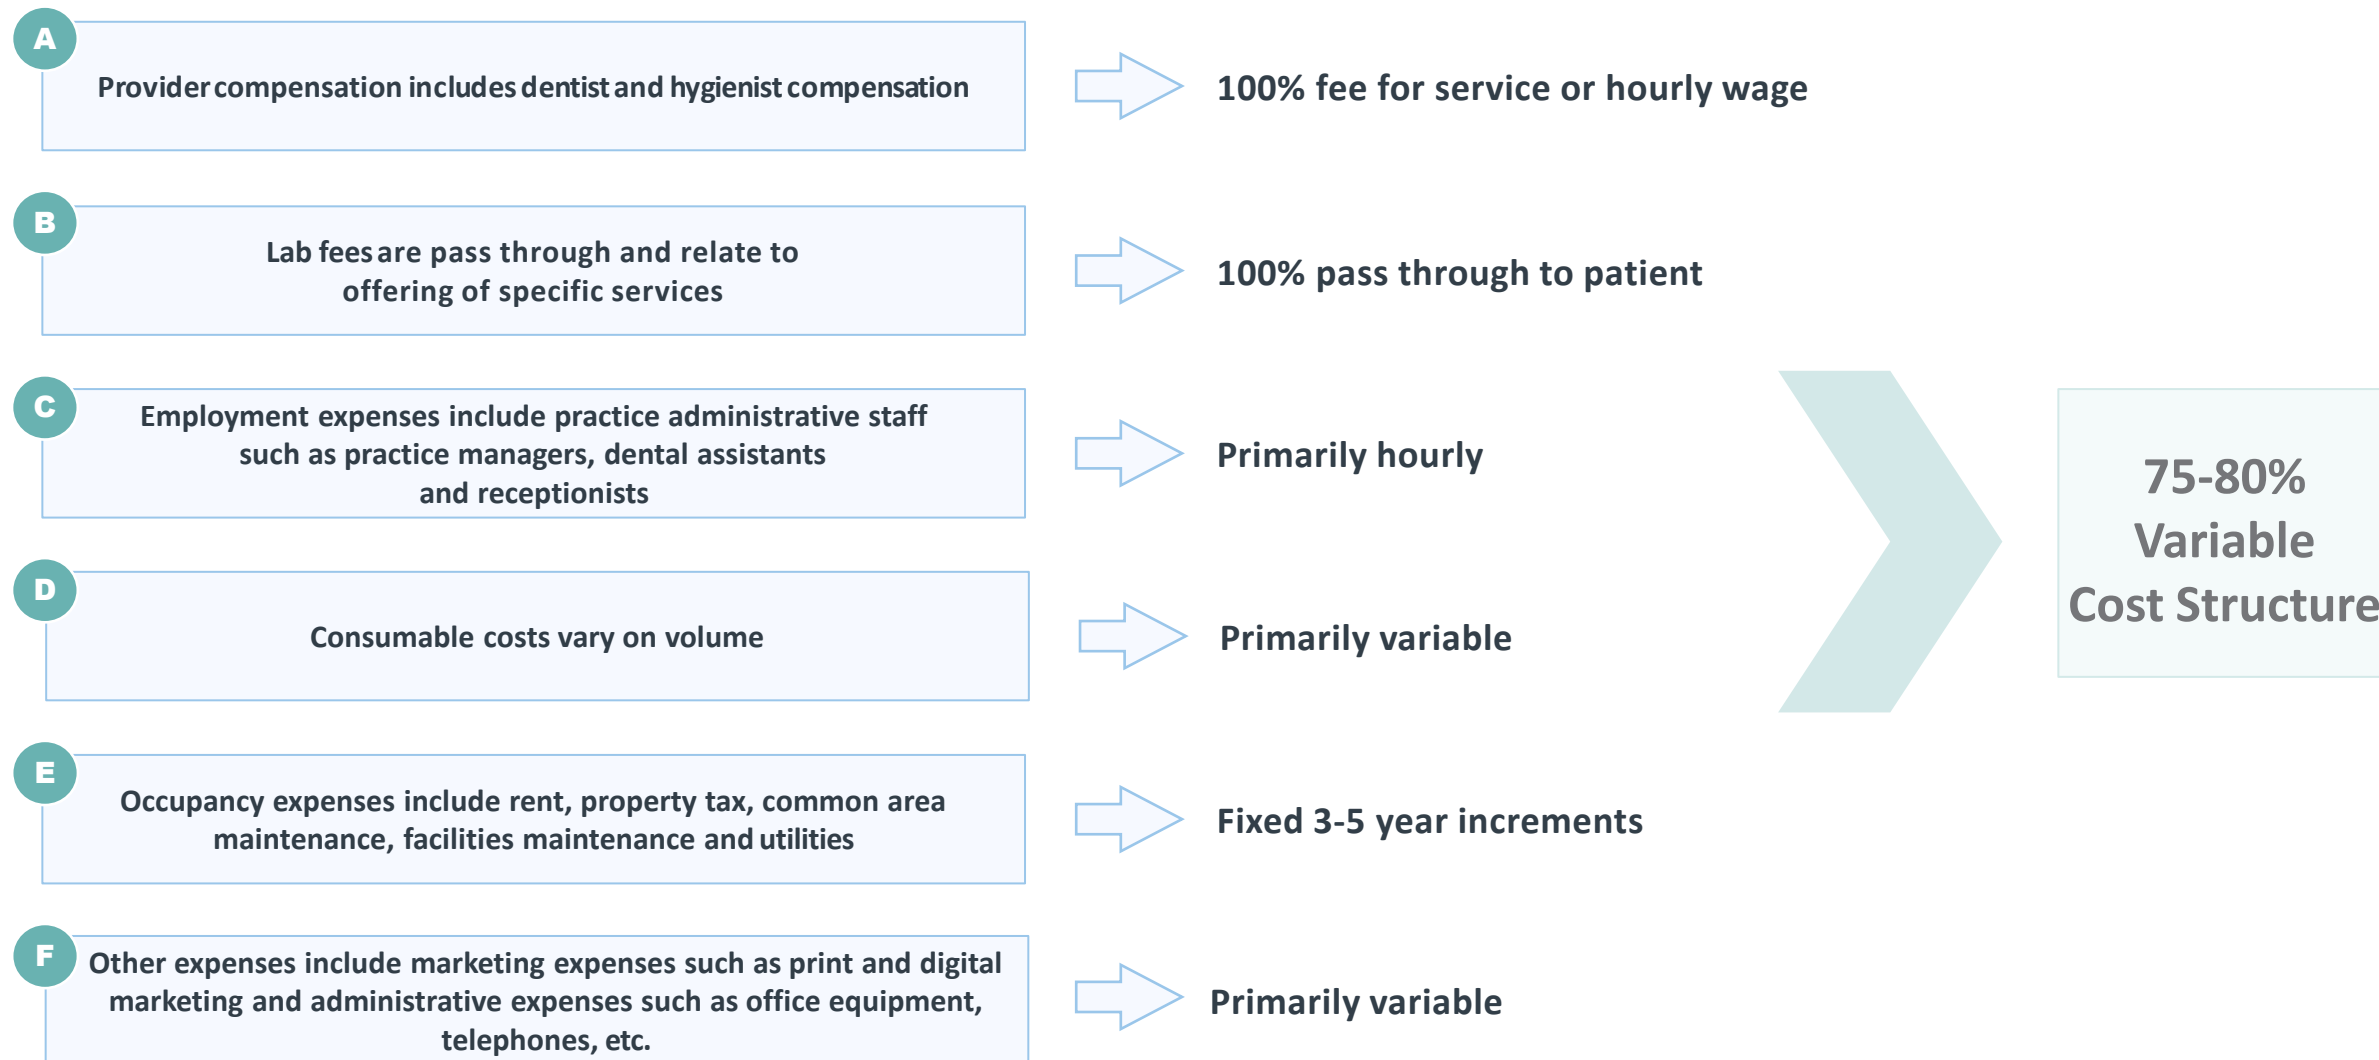 A
Provider compensation includes dentist and hygienist compensation
100% fee for service or hourly wage
B
Lab fees are pass through and relate to
offering of specific services
100% pass through to patient
C
Employment expenses include practice administrative staff
such as practice managers, dental assistants
and receptionists
Primarily hourly
D
Consumable costs vary on volume
Primarily variable
E
Occupancy expenses include rent, property tax, common area
maintenance, facilities maintenance and utilities
Fixed 3-5 year increments
F
Other expenses include marketing expenses such as print and digital
marketing and administrative expenses such as office equipment,
telephones, etc.
Primarily variable
75-80%
Variable
Cost Structure